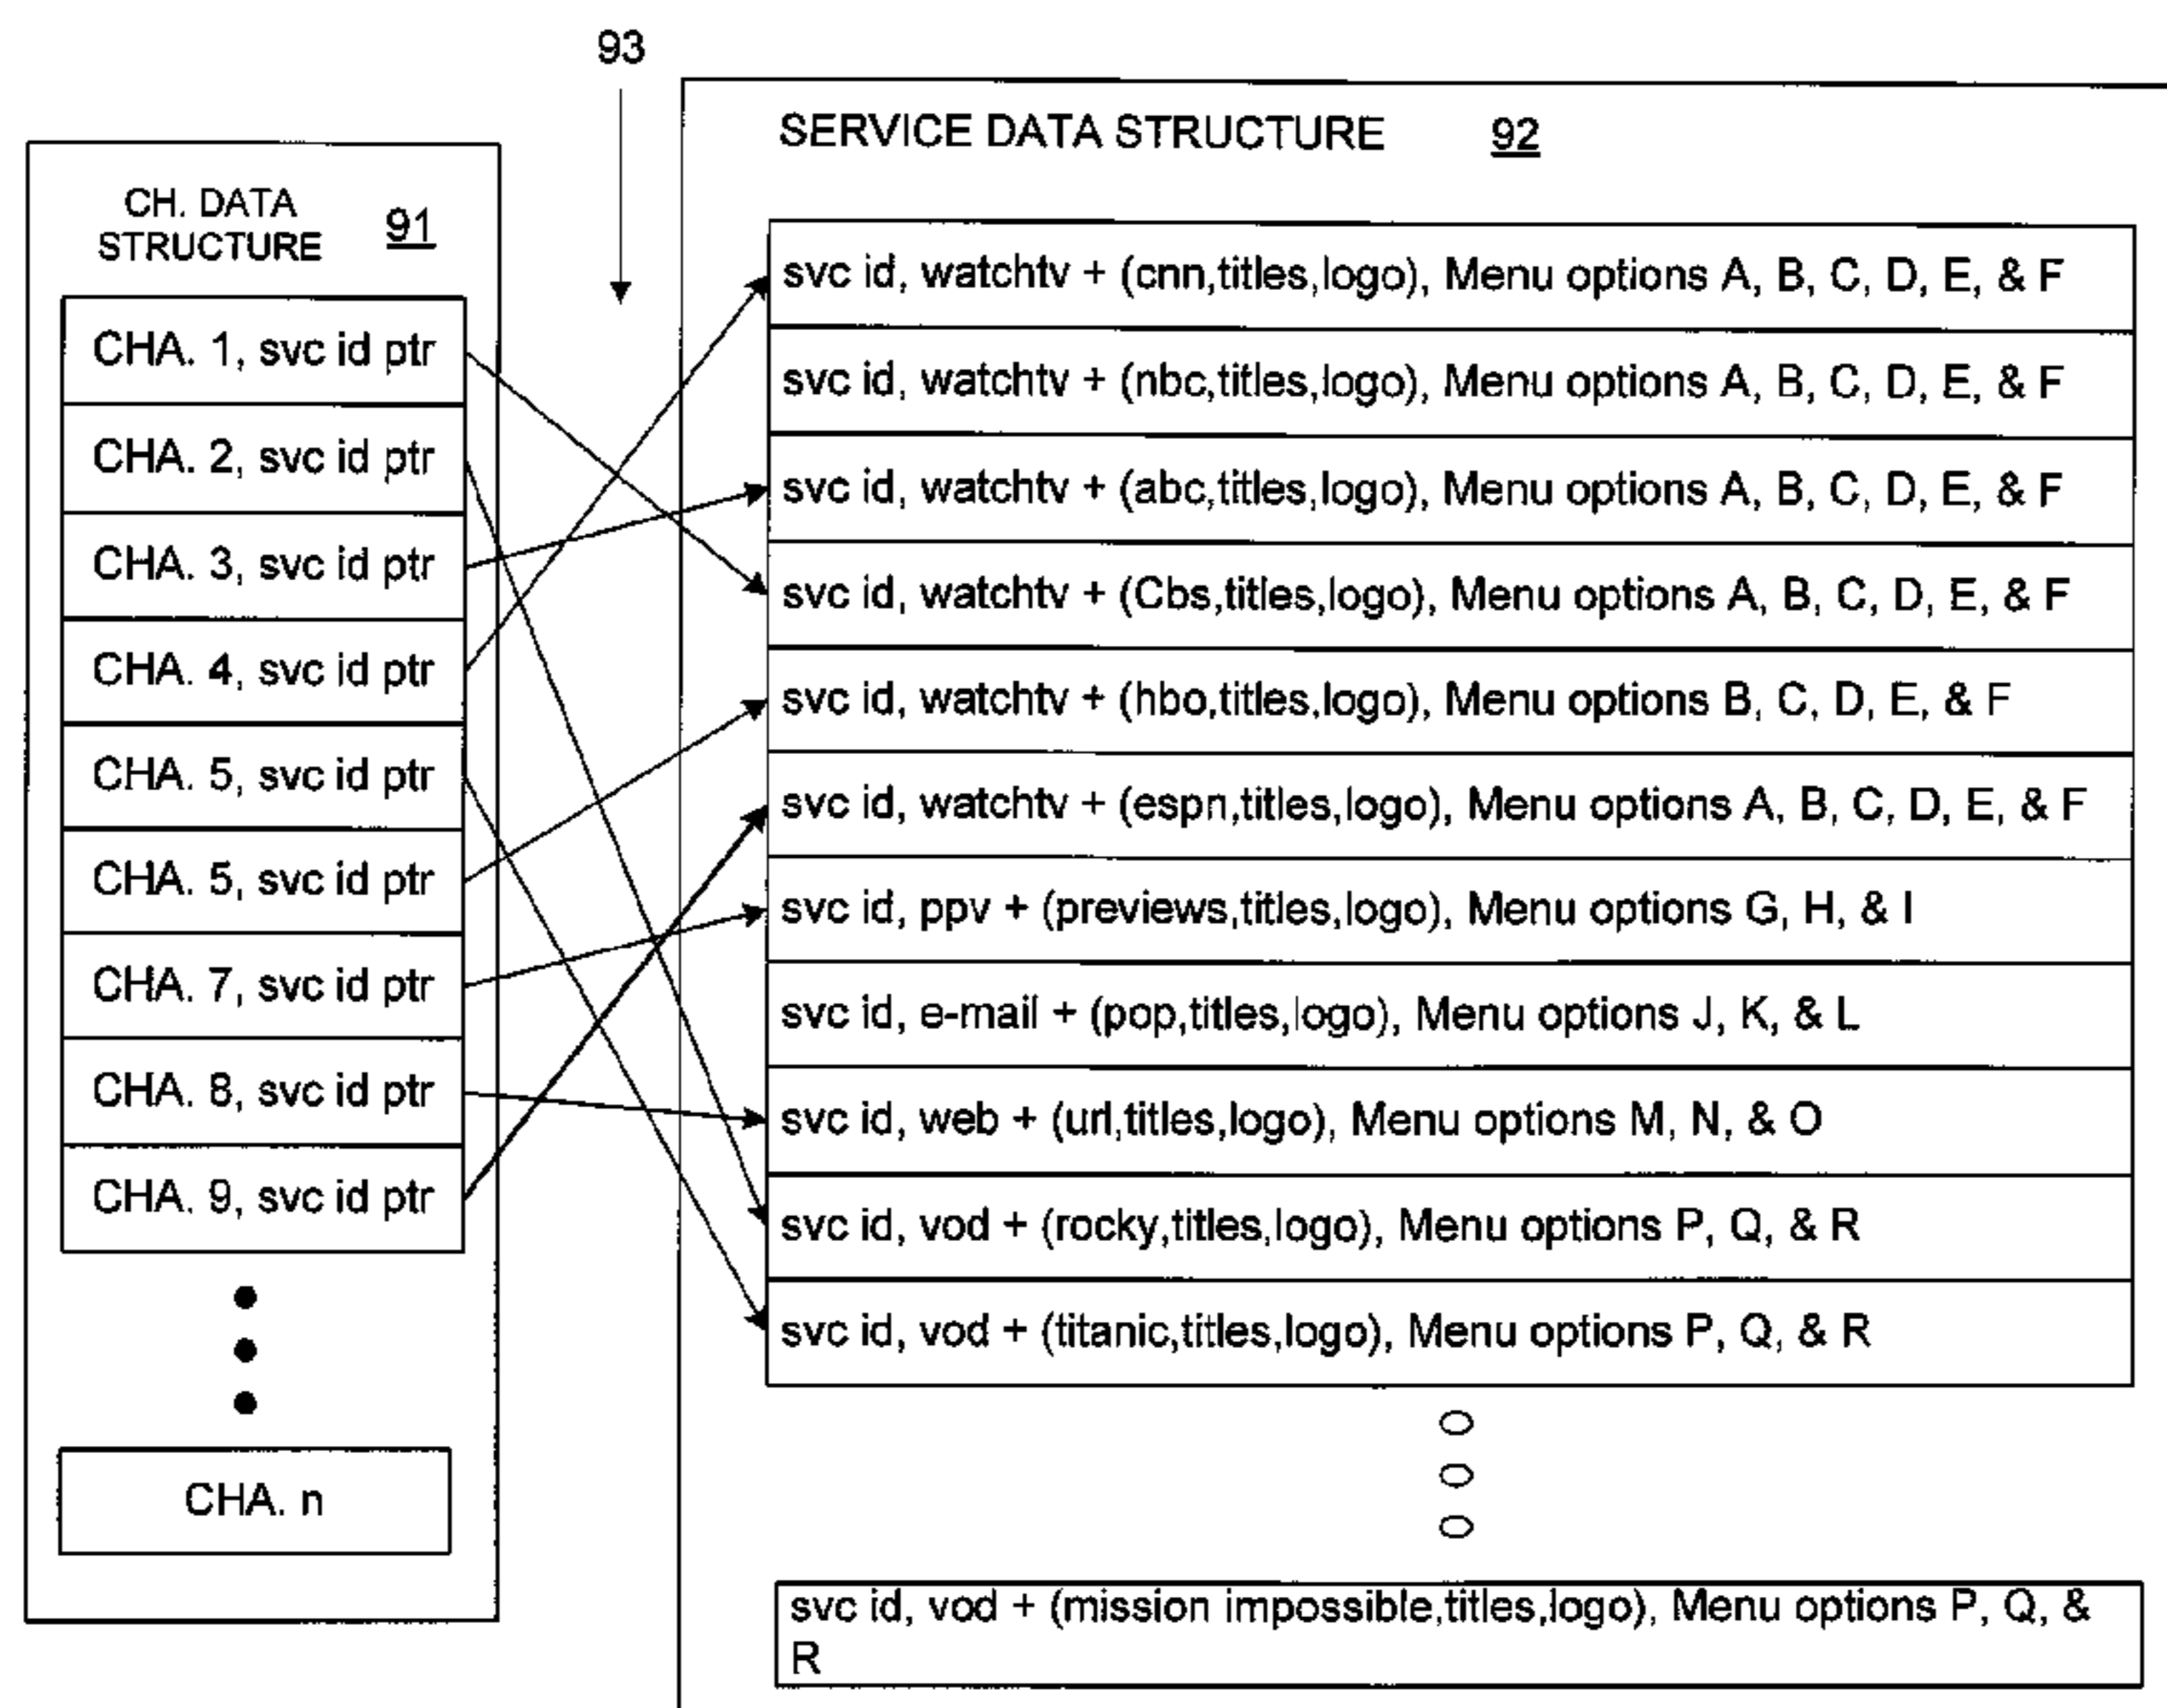 93
CH. DATA
STRUCTURE
91
CHA. 1, svc id ptr
CHA. 2, svc id ptr
CHA. 3, svc id ptr
CHA. 4, svc id ptr
CHA. 5, svc id ptr
CHA. 5, svc id ptr
CHA. 7, svc id ptr
CHA. 8, svc id ptr
CHA. 9, svc id ptr
CHA. n
SERVICE DATA STRUCTURE 92
svc id, watchtv + (cnn,titles,logo), Menu options A, B, C, D, E, & F
svc id, watchtv + (nbc,titles,logo), Menu options A, B, C, D, E, & F
svc id, watchtv + (abc,titles,logo), Menu options A, B, C, D, E, & F
svc id, watchtv + (Cbs,titles,logo), Menu options A, B, C, D, E, & F
svc id, watchtv + (hbo,titles,logo), Menu options B, C, D, E, & F
svc id, watchtv + (espn,titles,logo), Menu options A, B, C, D, E, & F
svc id, ppv + (previews,titles,logo), Menu options G, H, & I
svc id, e-mail + (pop,titles,logo), Menu options J, K, & L
svc id, web + (url,titles,logo), Menu options M, N, & O
svc id, vod + (rocky,titles,logo), Menu options P, Q, & R
svc id, vod + (titanic,titles,logo), Menu options P, Q, & R
svc id, vod + (mission impossible,titles,logo), Menu options P, Q, &
R